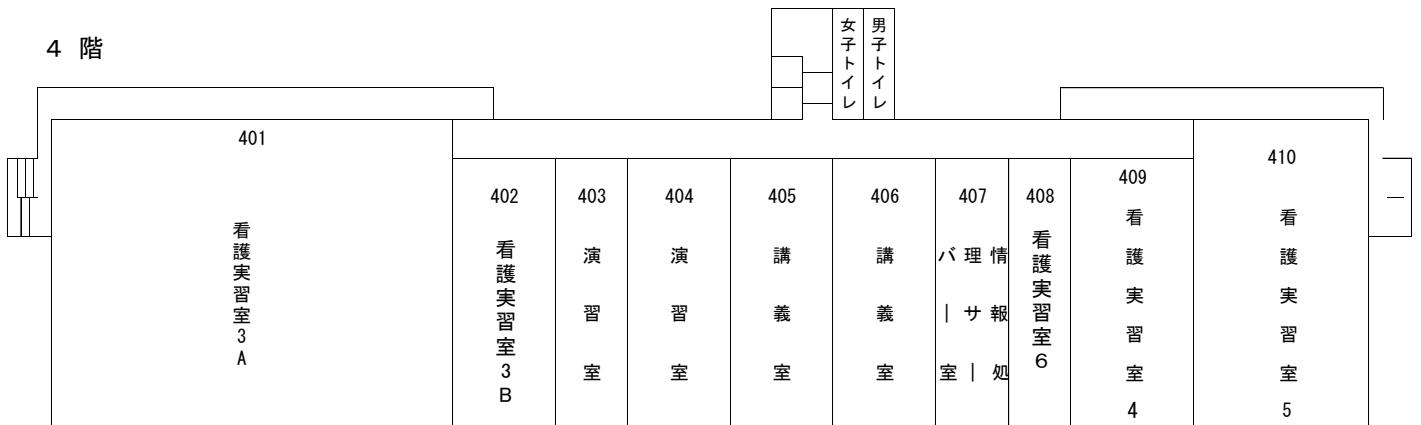 4 階
女子トイレ
男子トイレ
401
看護実習室3A
402
看護実習室3B
403
演習室
404
演習室
405
講義室
406
講義室
407
情報処
理サー
バー室
408
看護実習室6
409
看護実習室4
410
看護実習室5